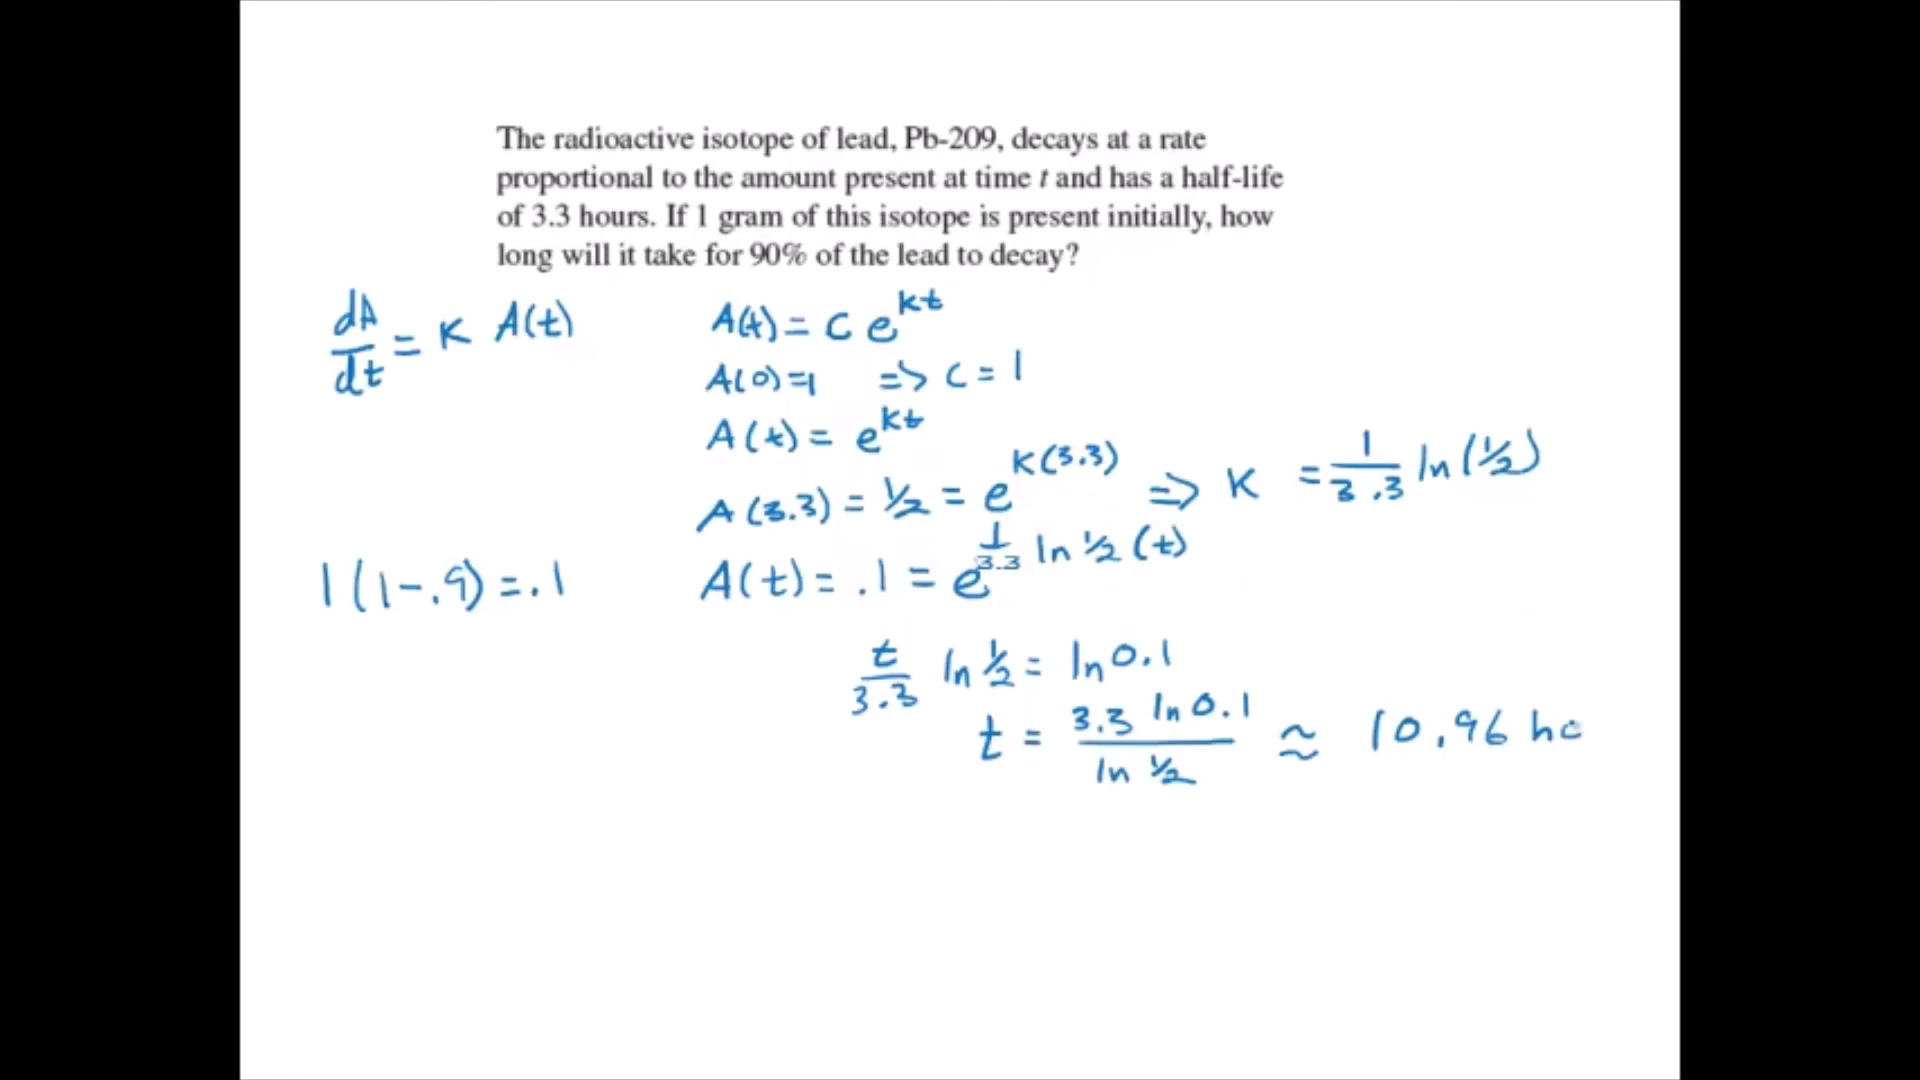 The radioactive isotope of lead, Pb-209, decays at a rate
proportional to the amount present at time t and has a half-life
of 3.3 hours. If 1 gram of this isotope is present initially, how
long will it take for 90% of the lead to decay?
dA/dt = K A(t)
A(t) = C e^kt
A(0) = 1 => C = 1
A(t) = e^kt
A(3.3) = 1/2 = e^K(3.3) => K = 1/3.3 ln(1/2)
1(1-.9) = .1
A(t) = .1 = e^1/3.3 ln 1/2 (t)
t/3.3 ln 1/2 = ln 0.1
t = 3.3 ln 0.1 / ln 1/2 ≈ 10.96 ho